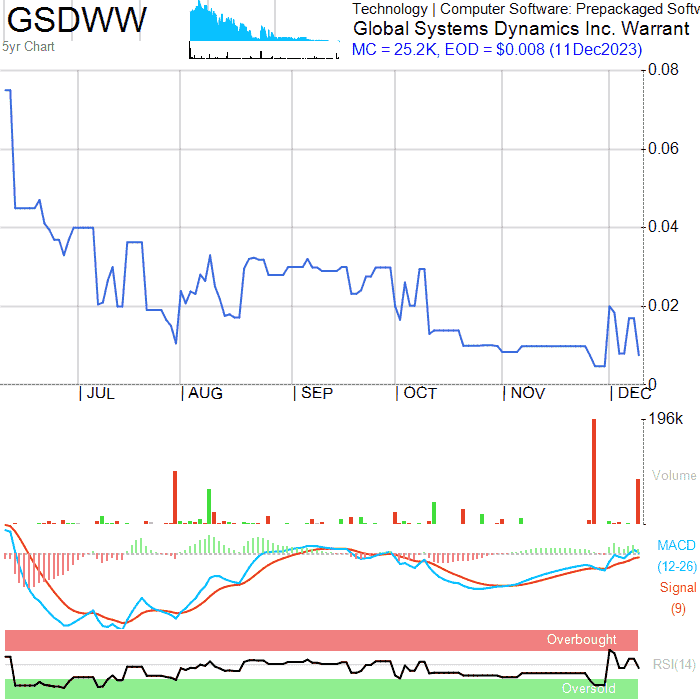 GSDWW
5yr Chart
Technology | Computer Software: Prepackaged Softw
Global Systems Dynamics Inc. Warrant
MC = 25.2K, EOD = $0.008 (11Dec2023)
0.08
0.06
0.04
0.02
0
| JUL | AUG | SEP | OCT | NOV | DEC
196k
Volume
MACD
(12-26)
Signal
(9)
Overbought
RSI(14)
Oversold